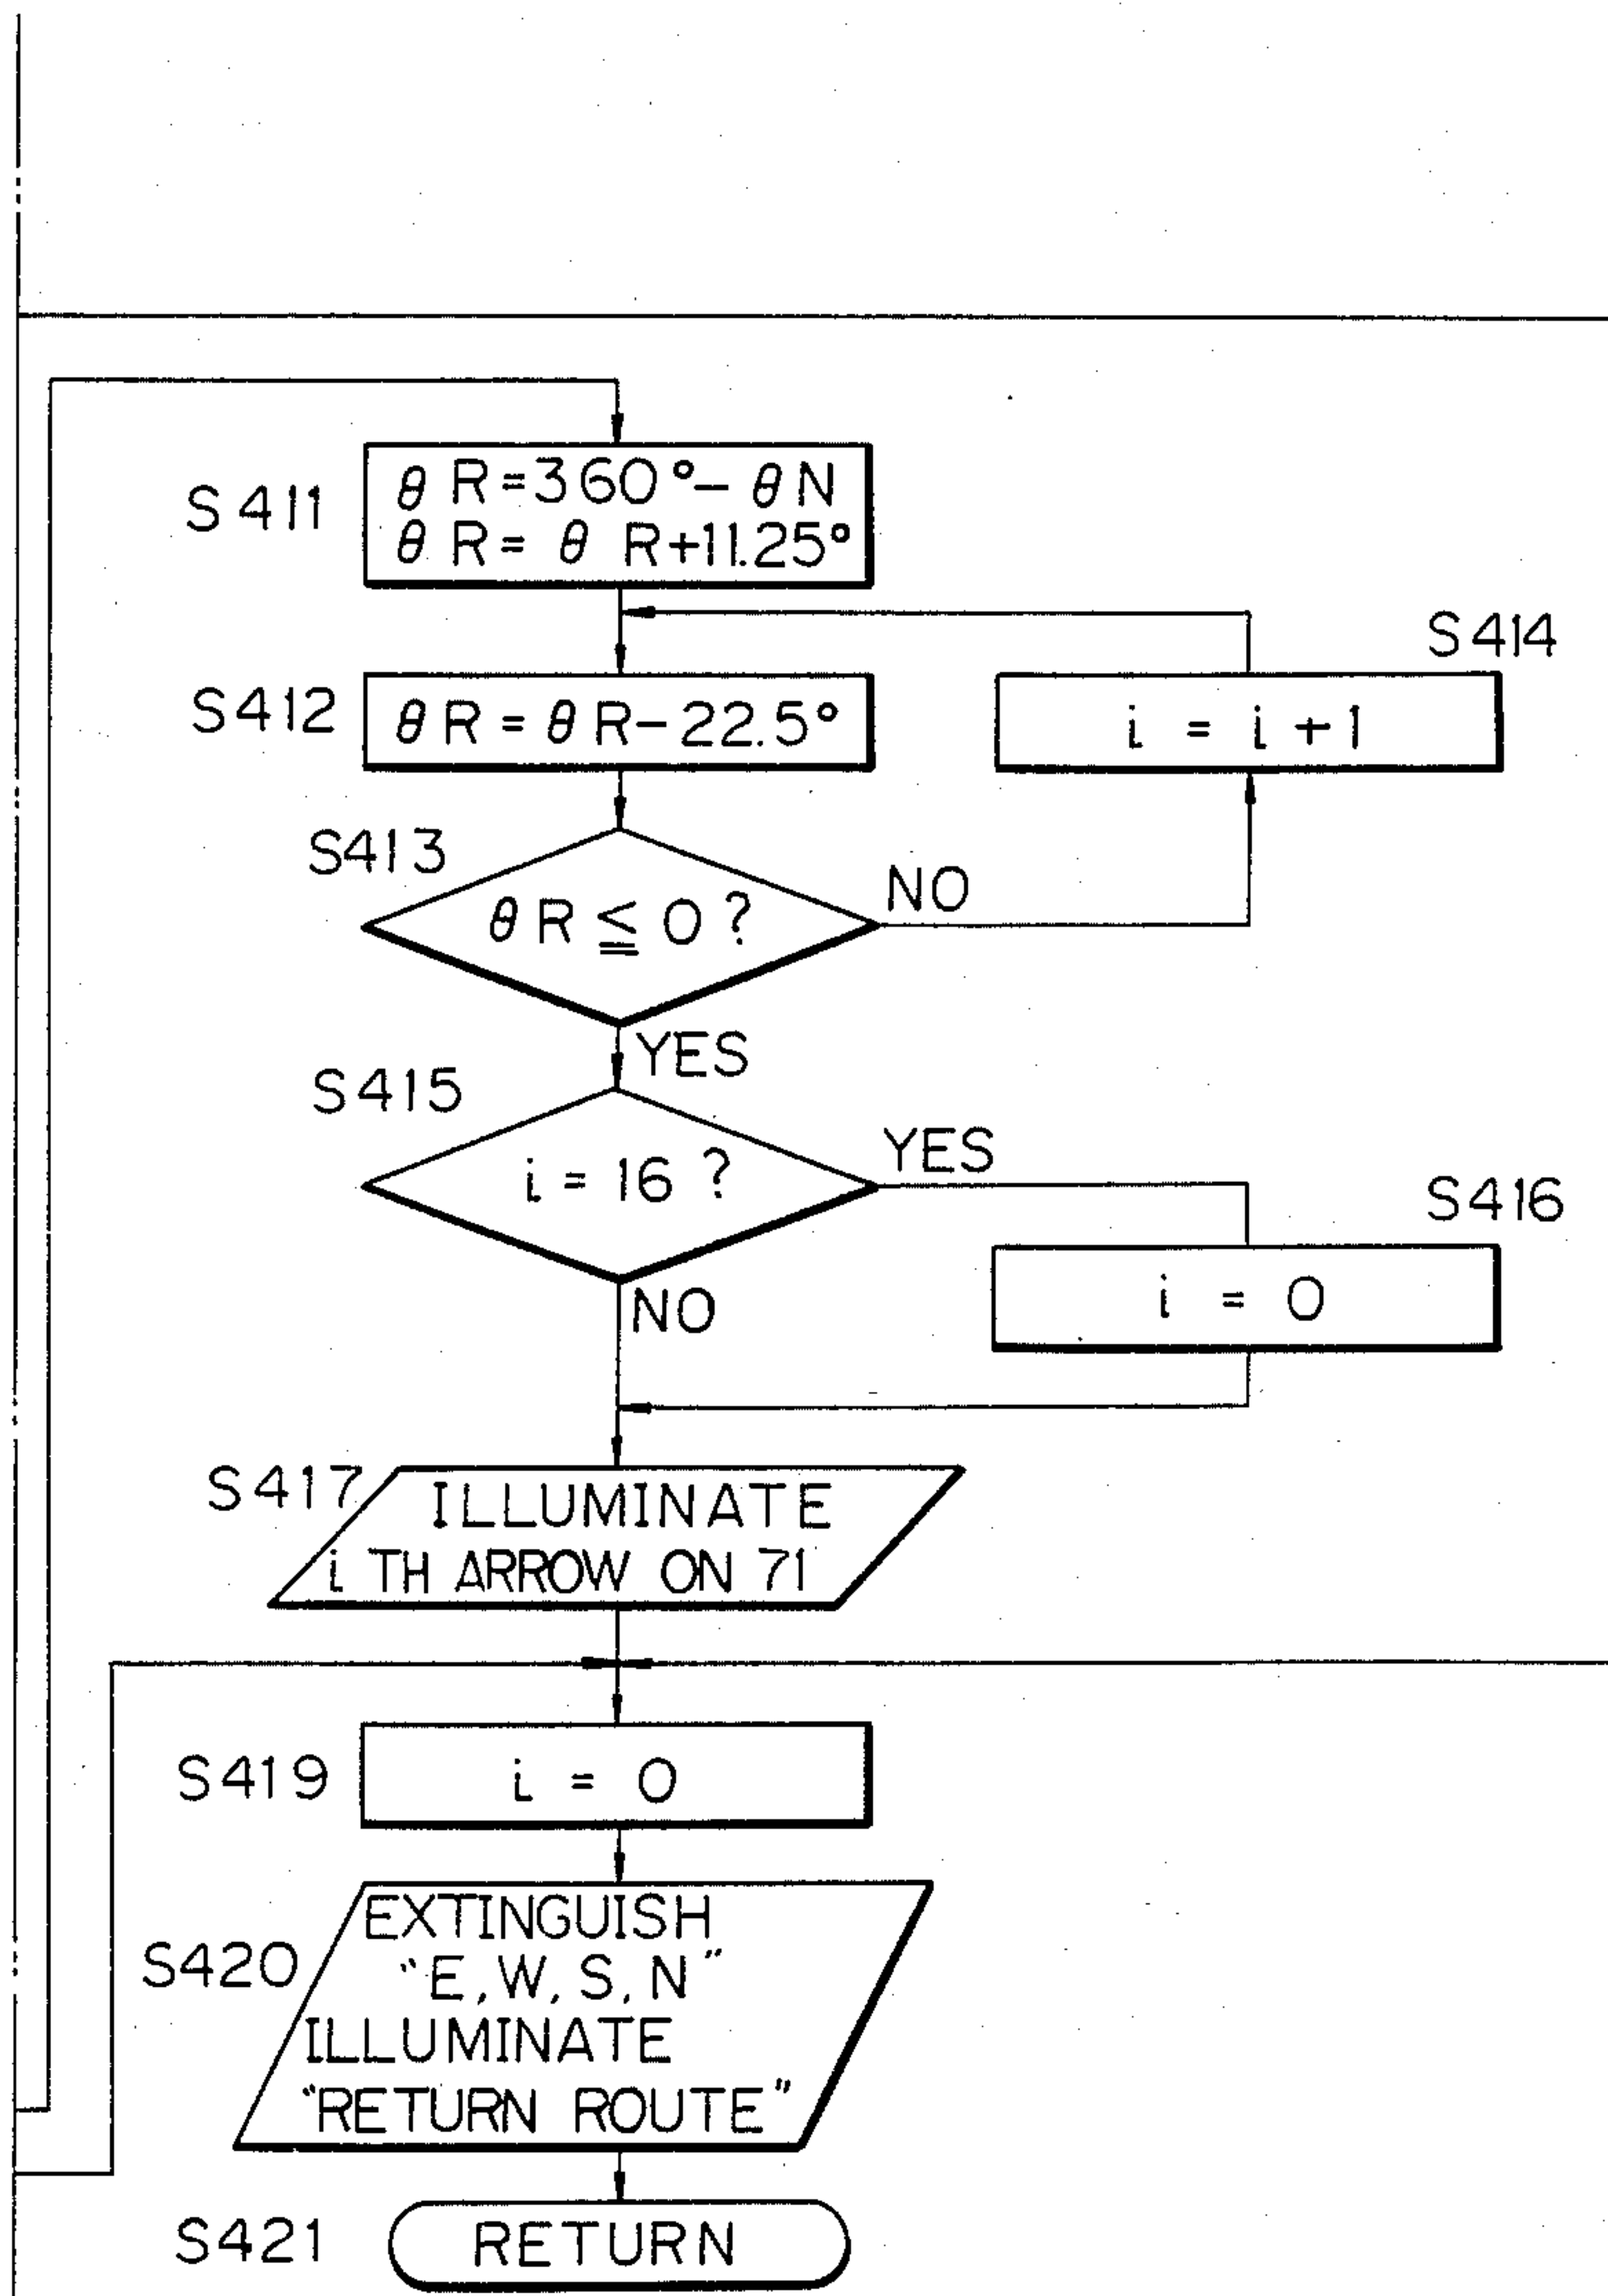 S411
θR=360°-θN
θR=θR+11.25°
S414
S412
θR=θR-22.5°
i = i +1
S413
NO
θR≦0?
YES
S415
YES
i = 16 ?
S416
NO
i = 0
S417
ILLUMINATE
i TH ARROW ON 71
S419
i = 0
EXTINGUISH
S420
"E, W, S, N"
ILLUMINATE
"RETURN ROUTE"
S421
RETURN